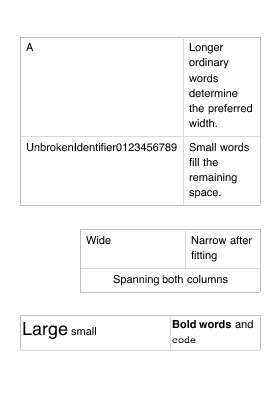 A
Longer
ordinary
words
determine
the preferred
width.
UnbrokenIdentifier0123456789
Small words
fill the
remaining
space.
Wide
Narrow after
fitting
Spanning both columns
Large small
Bold words and
code